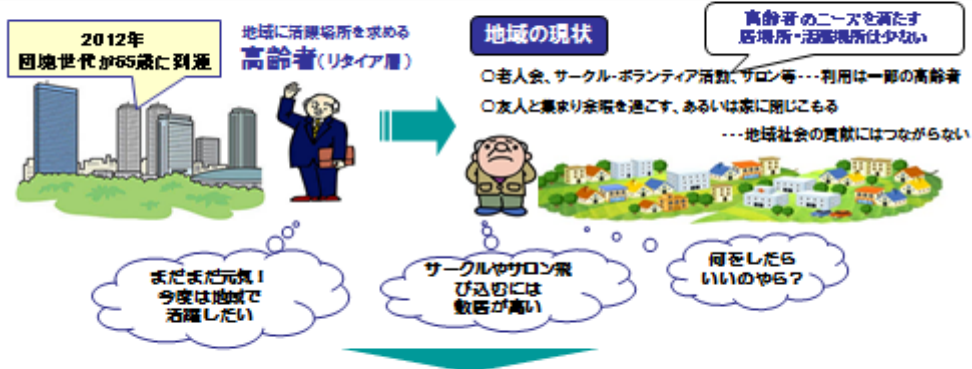 2012年
団塊世代が65歳に到達
地域に活躍場所を求める
高齢者(リタイア層)
地域の現状
高齢者のニーズを満たす
居場所・活躍場所は少ない
○老人会、サークル・ボランティア活動、サロン等---利用は一部の高齢者
○友人と集まり余暇を過ごす、あるいは家に閉じこもる
---地域社会の貢献にはつながらない
まだまだ元気!
今度は地域で
活躍したい
サークルやサロン飛
び込むには
敷居が高い
何をしたら
いいのやら?